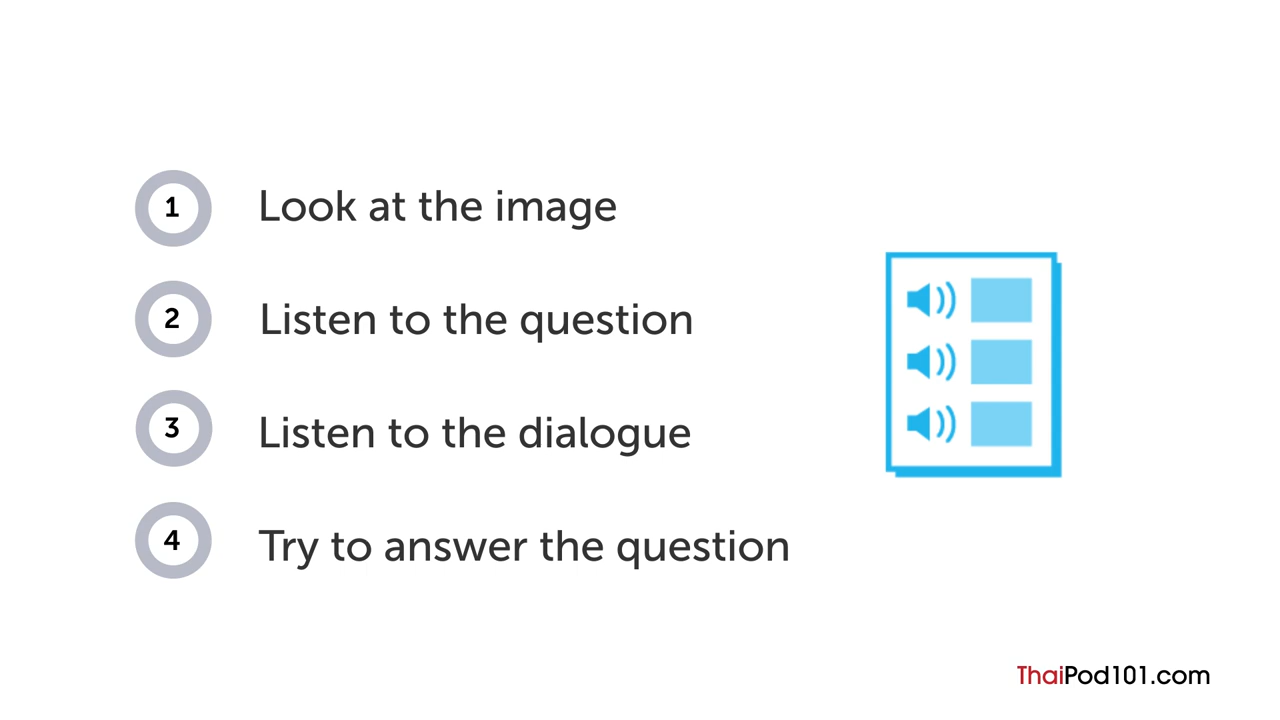 1 Look at the image
2 Listen to the question
3 Listen to the dialogue
4 Try to answer the question
ThaiPod101.com